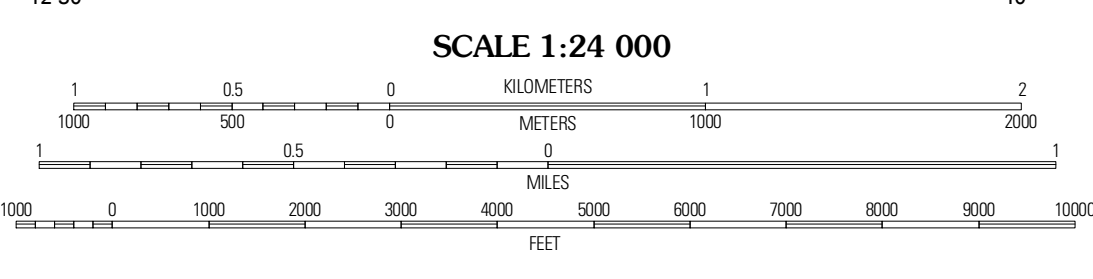 SCALE 1:24 000
1 0.5 0 KILOMETERS 1 2
1000 500 0 METERS 1000 2000
1 0.5 0 1
MILES
1000 0 1000 2000 3000 4000 5000 6000 7000 8000 9000 10000
FEET